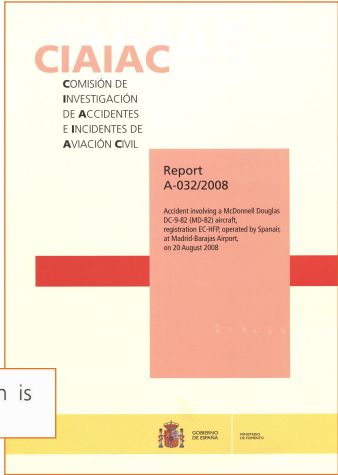 CIAIAC
COMISIÓN DE
INVESTIGACIÓN
DE ACCIDENTES
E INCIDENTES DE
AVIACIÓN CIVIL
Report
A-032/2008
Accident involving a McDonnell Douglas
DC-9-82 (MD-82) aircraft,
registration EC-HFP, operated by Spanair,
at Madrid-Barajas Airport,
on 20 August 2008
is
GOBIERNO
DE ESPAÑA
MINISTERIO
DE FOMENTO